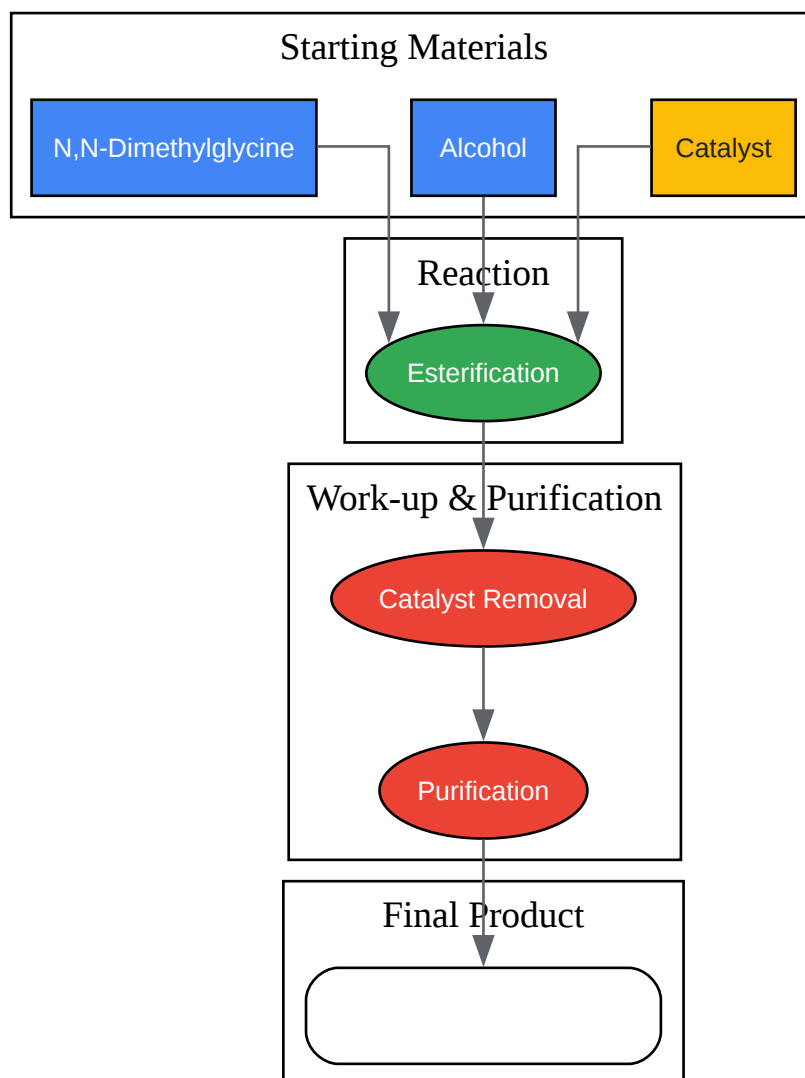 Starting Materials
N,N-Dimethylglycine
Alcohol
Catalyst
Reaction
Esterification
Work-up & Purification
Catalyst Removal
Purification
Final Product